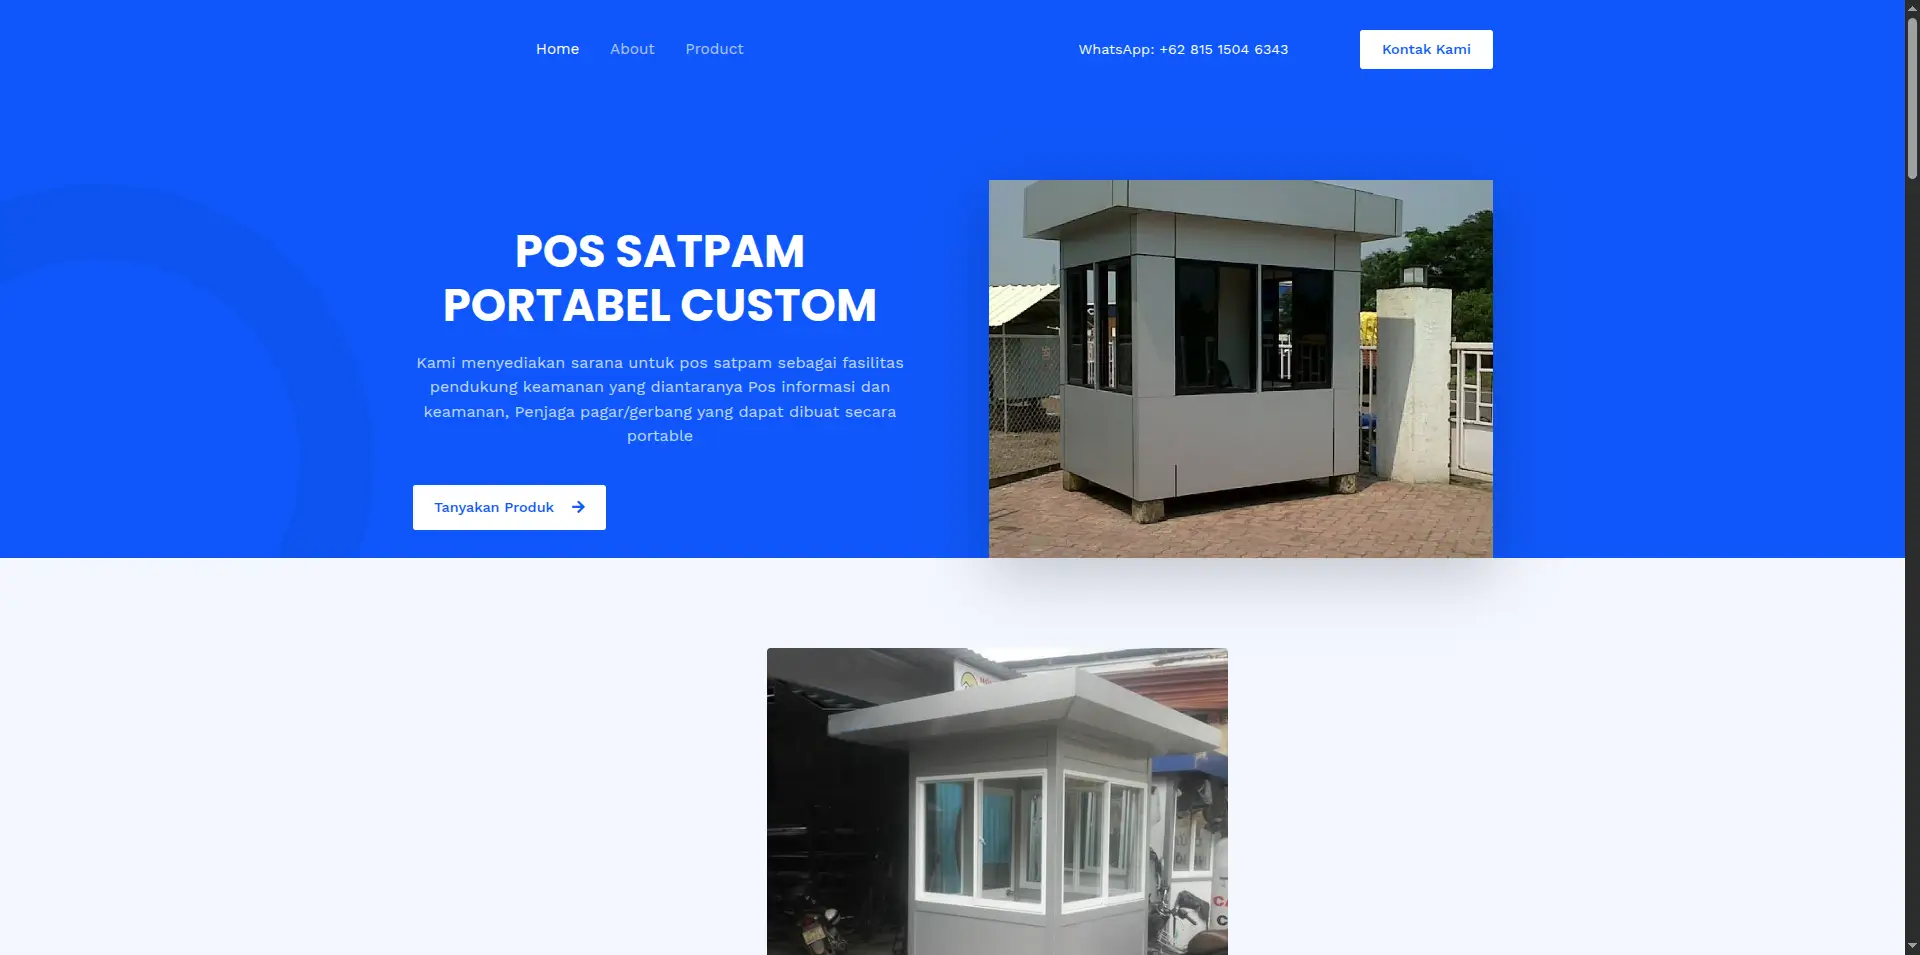 Home About Product WhatsApp: +62 815 1504 6343 Kontak Kami
POS SATPAM
PORTABEL CUSTOM
Kami menyediakan sarana untuk pos satpam sebagai fasilitas
pendukung keamanan yang diantaranya Pos informasi dan
keamanan, Penjaga pagar/gerbang yang dapat dibuat secara
portable
Tanyakan Produk